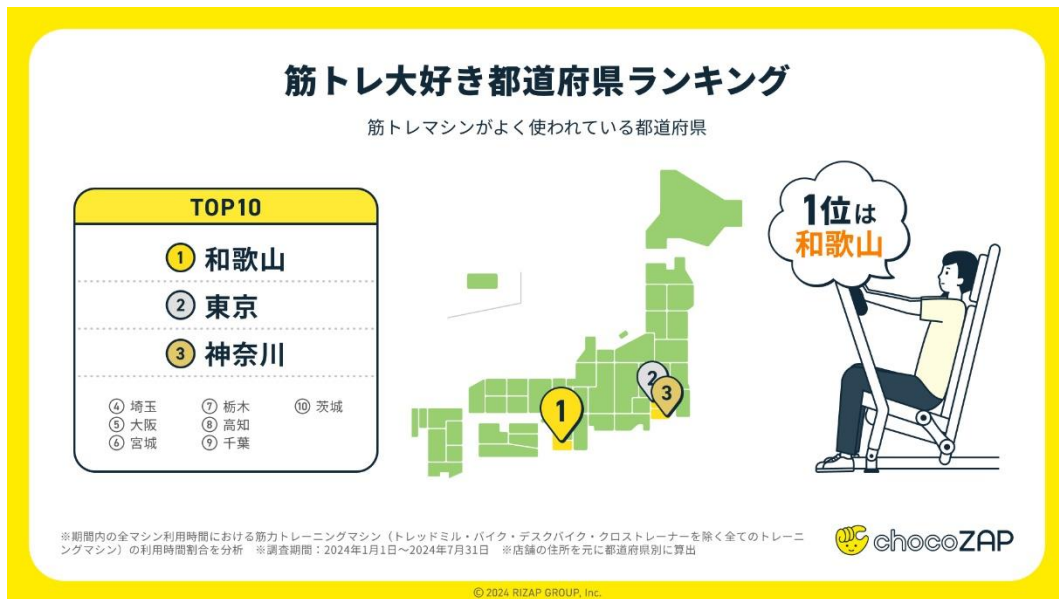 筋トレ大好き都道府県ランキング
筋トレマシンがよく使われている都道府県
TOP10
1 和歌山
2 東京
3 神奈川
④ 埼玉
⑤ 大阪
⑥ 宮城
⑦ 栃木
⑧ 高知
⑨ 千葉
⑩ 茨城
1
2
3
1位は
和歌山
※期間内の全マシン利用時間における筋力トレーニングマシン（トレッドミル・バイク・デスクバイク・クロストレーナーを除く全てのトレーニ
ングマシン）の利用時間割合を分析　※調査期間：2024年1月1日〜2024年7月31日　※店舗の住所を元に都道府県別に算出
chocoZAP
© 2024 RIZAP GROUP, Inc.